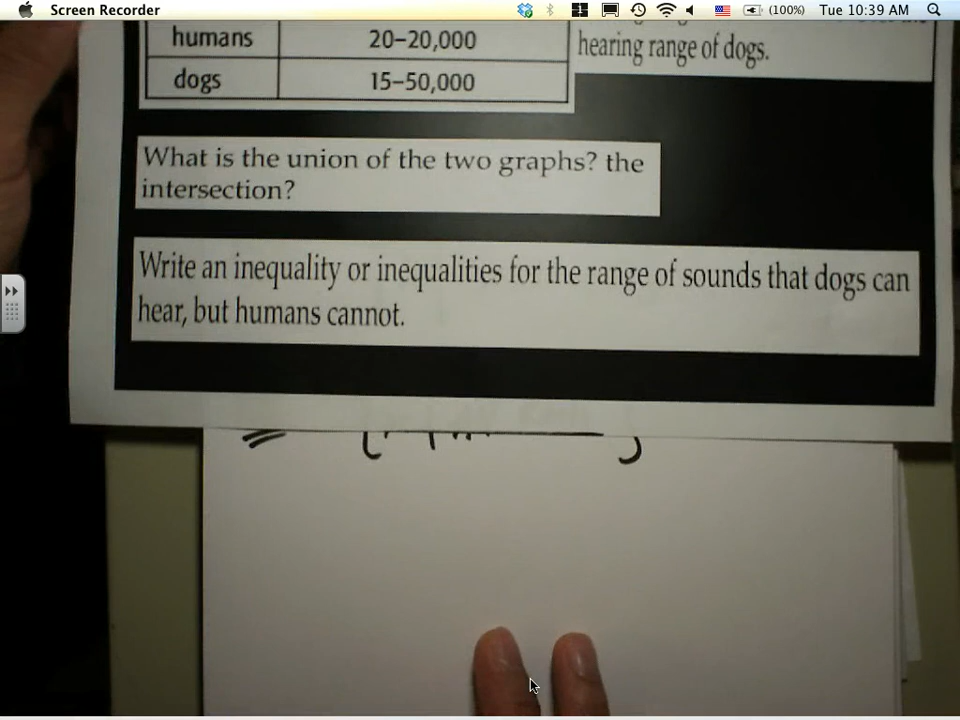 Screen Recorder
(100%) Tue 10:39 AM
humans 20–20,000
dogs 15–50,000
hearing range of dogs.
What is the union of the two graphs? the
intersection?
Write an inequality or inequalities for the range of sounds that dogs can
hear, but humans cannot.